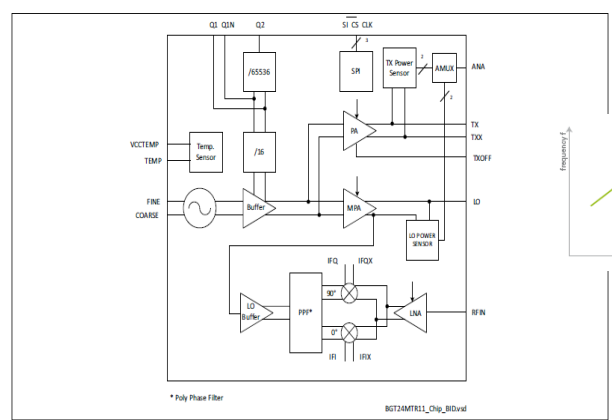 Q1 Q1N Q2 SI CS CLK
3
/65536
SPI
TX Power
Sensor
2
AMUX
ANA
2
PA
TX
TXX
TXOFF
VCCTEMP
TEMP
Temp.
Sensor
/16
FINE
COARSE
Buffer
MPA
LO
LO POWER
SENSOR
IFQ IFQX
90°
LO
Buffer
PPF*
LNA
RFIN
0°
IFI IFIX
* Poly Phase Filter
BGT24MTR11_Chip_BID.vsd
frequency f